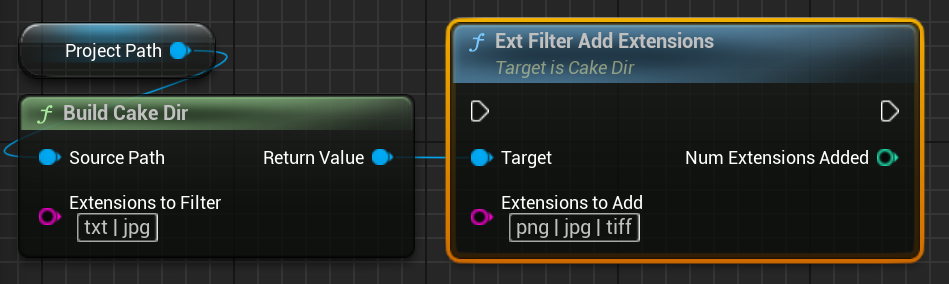 Project Path
f Build Cake Dir
Source Path
Return Value
Extensions to Filter
txt | jpg
f Ext Filter Add Extensions
Target is Cake Dir
Target
Num Extensions Added
Extensions to Add
png | jpg | tiff